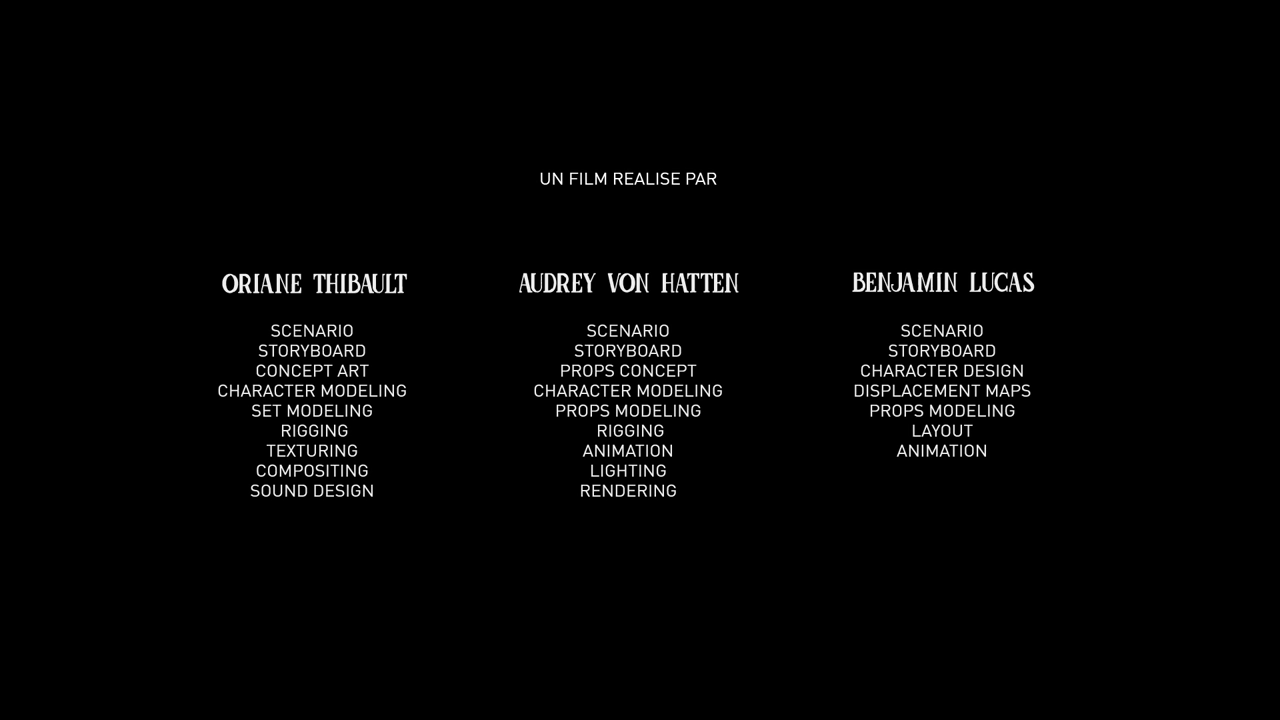 UN FILM REALISE PAR
ORIANE THIBAULT
SCENARIO
STORYBOARD
CONCEPT ART
CHARACTER MODELING
SET MODELING
RIGGING
TEXTURING
COMPOSITING
SOUND DESIGN
AUDREY VON HATTEN
SCENARIO
STORYBOARD
PROPS CONCEPT
CHARACTER MODELING
PROPS MODELING
RIGGING
ANIMATION
LIGHTING
RENDERING
BENJAMIN LUCAS
SCENARIO
STORYBOARD
CHARACTER DESIGN
DISPLACEMENT MAPS
PROPS MODELING
LAYOUT
ANIMATION